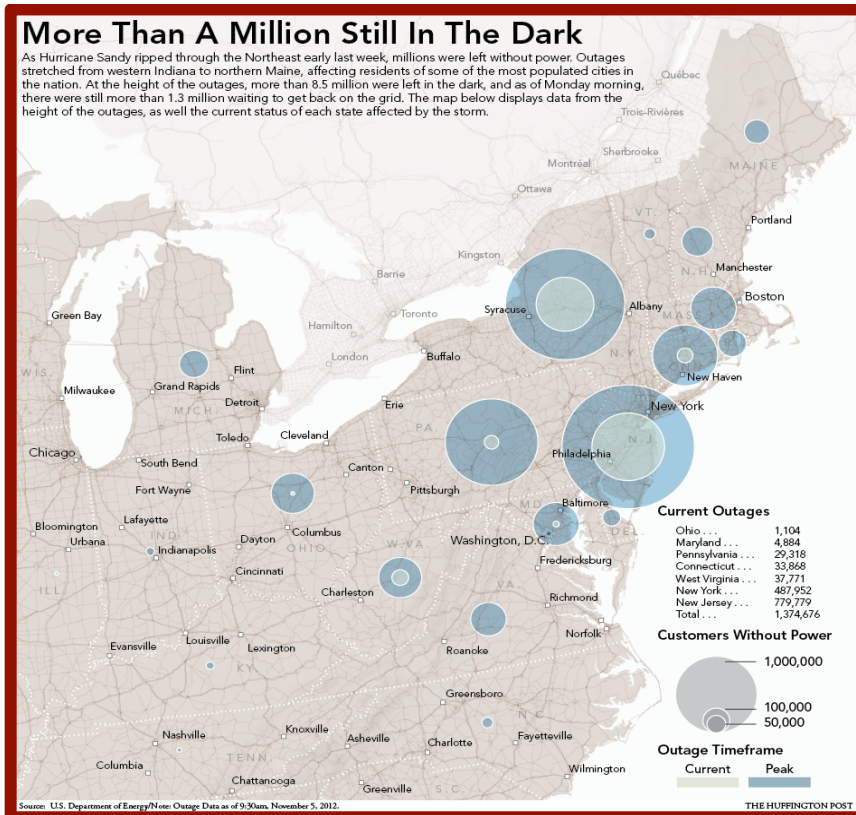 More Than A Million Still In The Dark
As Hurricane Sandy ripped through the Northeast early last week, millions were left without power. Outages
stretched from western Indiana to northern Maine, affecting residents of some of the most populated cities in
the nation. At the height of the outages, more than 8.5 million were left in the dark, and as of Monday morning,
there were still more than 1.3 million waiting to get back on the grid. The map below displays data from the
height of the outages, as well the current status of each state affected by the storm.
Québec
Trois-Rivières
Sherbrooke
Montréal
MAINE
Ottawa
VT.
Portland
Kingston
N.H.
Manchester
Barrie
Boston
Green Bay
Toronto
Syracuse
Albany
MASS.
Hamilton
London
Buffalo
N.Y.
WIS.
Flint
Grand Rapids
New Haven
Milwaukee
MICH.
Detroit
Erie
New York
PA
N.J.
Toledo
Cleveland
Chicago
South Bend
Philadelphia
Canton
Fort Wayne
Pittsburgh
MD.
Baltimore
Lafayette
Columbus
Bloomington
IND.
Dayton
OHIO
W.VA.
Washington, D.C.
DEL.
Urbana
Indianapolis
Fredericksburg
Cincinnati
ILL.
Charleston
VA
Richmond
Louisville
Norfolk
Evansville
Lexington
Roanoke
KY.
Greensboro
N.C.
Nashville
Knoxville
Asheville
Fayetteville
Charlotte
TENN.
Columbia
Wilmington
Chattanooga
Greenville
S.C.
Current Outages
Ohio . . . 1,104
Maryland . . . 4,884
Pennsylvania . . . 29,318
Connecticut . . . 33,868
West Virginia . . . 37,771
New York . . . 487,952
New Jersey . . . 779,779
Total . . . 1,374,676
Customers Without Power
1,000,000
100,000
50,000
Outage Timeframe
Current Peak
Source: U.S. Department of Energy/Note: Outage Data as of 9:30am, November 5, 2012.
THE HUFFINGTON POST